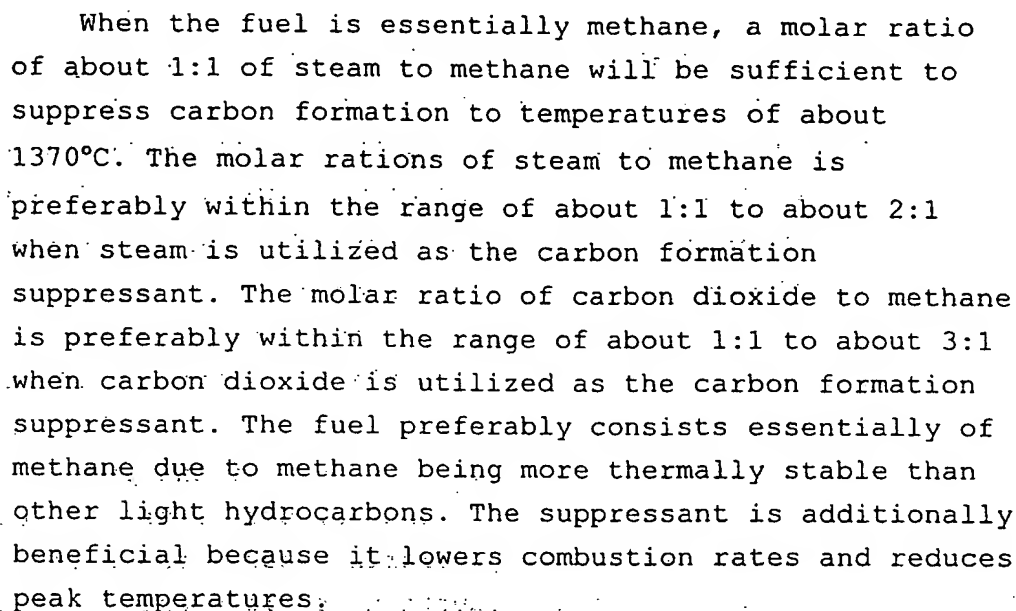 When the fuel is essentially methane, a molar ratio
of about 1:1 of steam to methane will be sufficient to
suppress carbon formation to temperatures of about
1370°C. The molar rations of steam to methane is
preferably within the range of about 1:1 to about 2:1
when steam is utilized as the carbon formation
suppressant. The molar ratio of carbon dioxide to methane
is preferably within the range of about 1:1 to about 3:1
when carbon dioxide is utilized as the carbon formation
suppressant. The fuel preferably consists essentially of
methane due to methane being more thermally stable than
other light hydrocarbons. The suppressant is additionally
beneficial because it lowers combustion rates and reduces
peak temperatures.